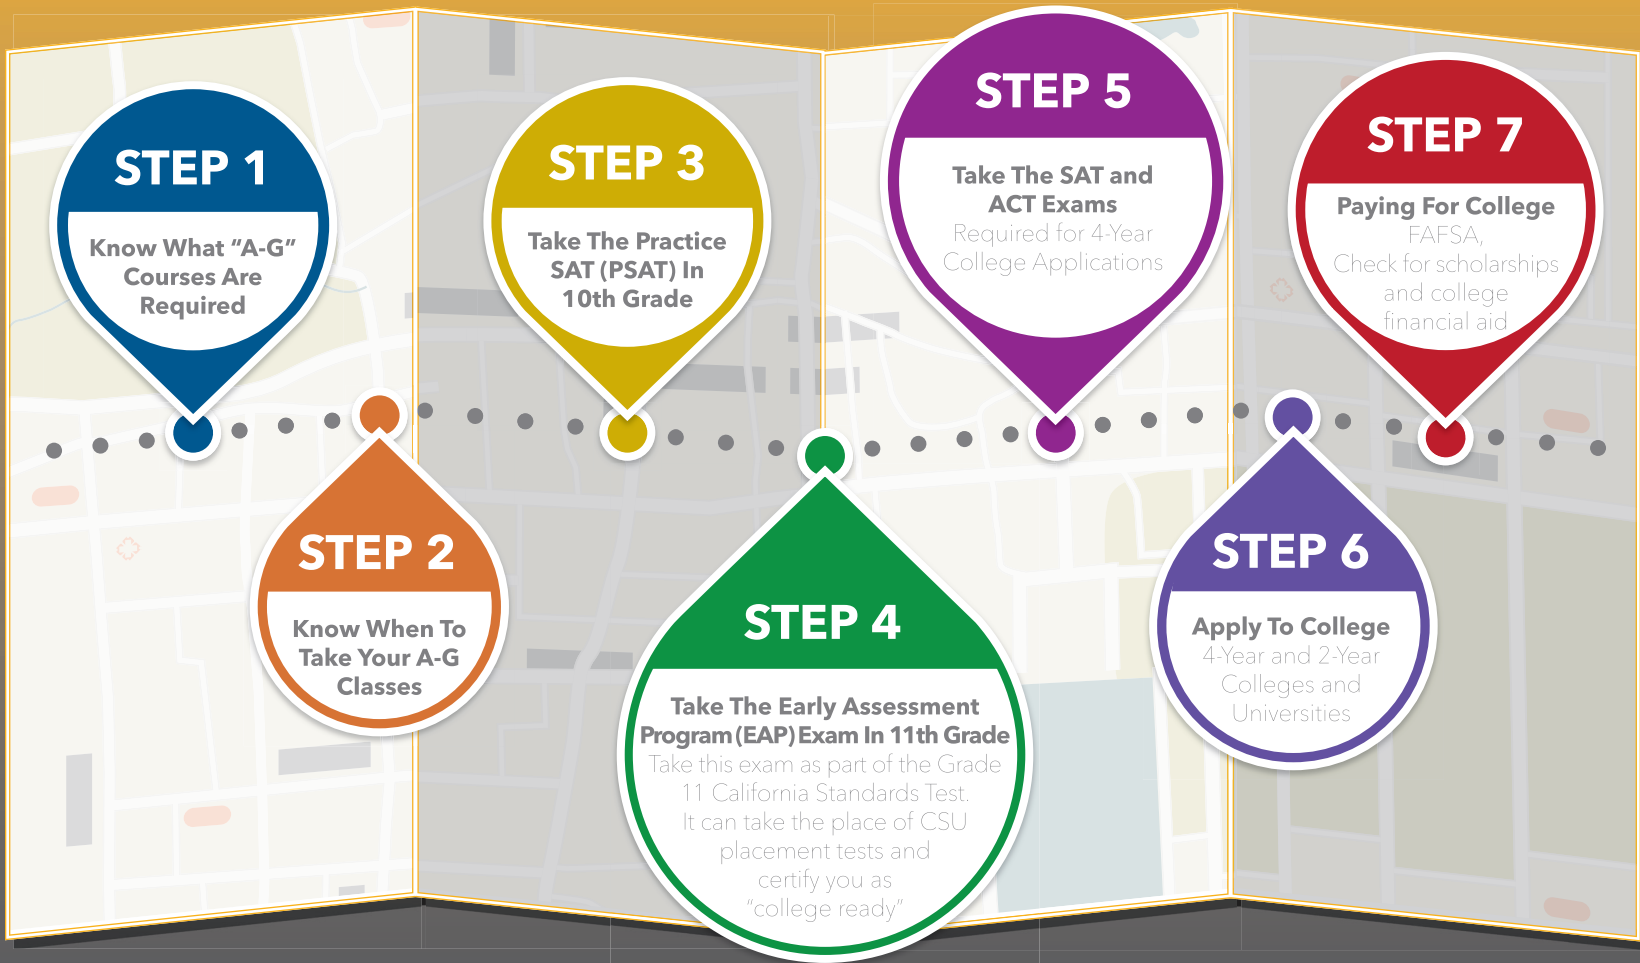 STEP 1
Know What “A-G”
Courses Are
Required
STEP 2
Know When To
Take Your A-G
Classes
STEP 3
Take The Practice
SAT (PSAT) In
10th Grade
STEP 4
Take The Early Assessment
Program (EAP) Exam In 11th Grade
Take this exam as part of the Grade
11 California Standards Test.
It can take the place of CSU
placement tests and
certify you as
“college ready”
STEP 5
Take The SAT and
ACT Exams
Required for 4-Year
College Applications
STEP 6
Apply To College
4-Year and 2-Year
Colleges and
Universities
STEP 7
Paying For College
FAFSA,
Check for scholarships
and college
financial aid